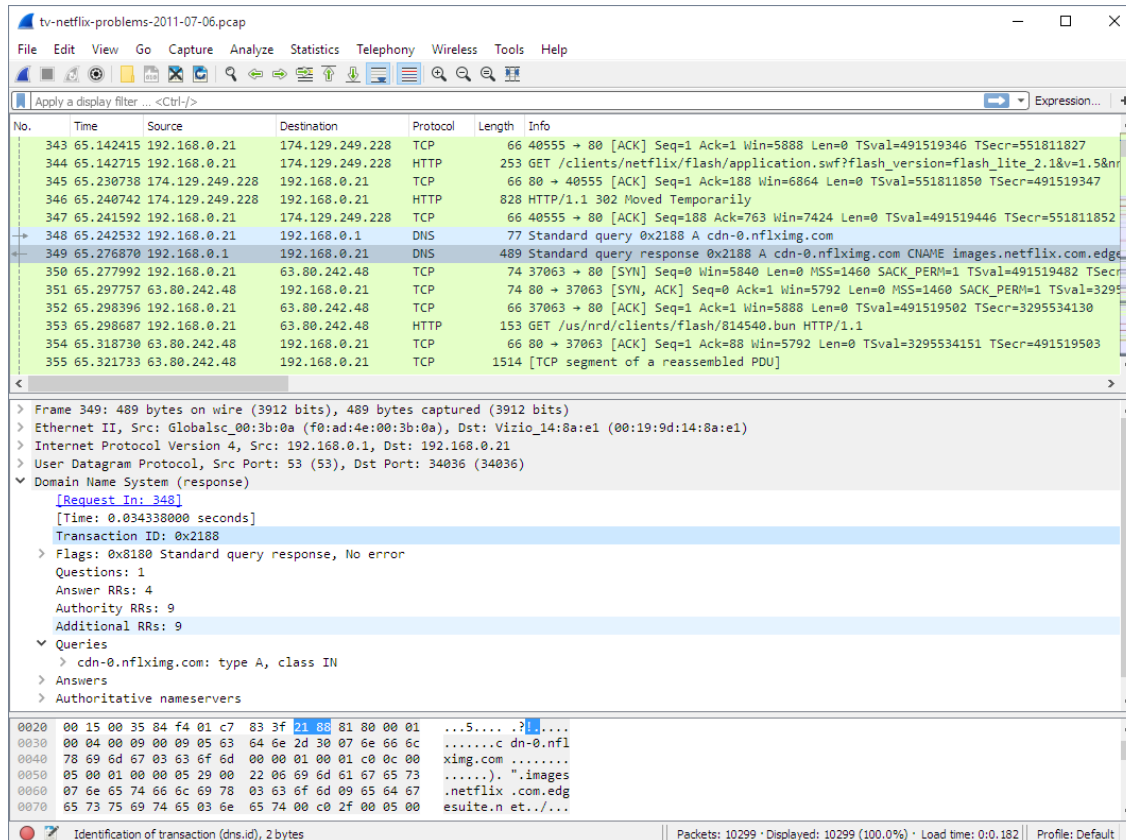 tv-netflix-problems-2011-07-06.pcap
File Edit View Go Capture Analyze Statistics Telephony Wireless Tools Help
Apply a display filter ... <Ctrl-/>
Expression...
No. Time Source Destination Protocol Length Info
343 65.142415 192.168.0.21 174.129.249.228 TCP 66 40555 → 80 [ACK] Seq=1 Ack=1 Win=5888 Len=0 TSval=491519346 TSecr=551811827
344 65.142715 192.168.0.21 174.129.249.228 HTTP 253 GET /clients/netflix/flash/application.swf?flash_version=flash_lite_2.1&v=1.5&nr
345 65.230738 174.129.249.228 192.168.0.21 TCP 66 80 → 40555 [ACK] Seq=1 Ack=188 Win=6864 Len=0 TSval=551811850 TSecr=491519347
346 65.240742 174.129.249.228 192.168.0.21 HTTP 828 HTTP/1.1 302 Moved Temporarily
347 65.241592 192.168.0.21 174.129.249.228 TCP 66 40555 → 80 [ACK] Seq=188 Ack=763 Win=7424 Len=0 TSval=491519446 TSecr=551811852
348 65.242532 192.168.0.21 192.168.0.1 DNS 77 Standard query 0x2188 A cdn-0.nflximg.com
349 65.276870 192.168.0.1 192.168.0.21 DNS 489 Standard query response 0x2188 A cdn-0.nflximg.com CNAME images.netflix.com.edge
350 65.277992 192.168.0.21 63.80.242.48 TCP 74 37063 → 80 [SYN] Seq=0 Win=5840 Len=0 MSS=1460 SACK_PERM=1 TSval=491519482 TSecr
351 65.297757 63.80.242.48 192.168.0.21 TCP 74 80 → 37063 [SYN, ACK] Seq=0 Ack=1 Win=5792 Len=0 MSS=1460 SACK_PERM=1 TSval=3295
352 65.298396 192.168.0.21 63.80.242.48 TCP 66 37063 → 80 [ACK] Seq=1 Ack=1 Win=5888 Len=0 TSval=491519502 TSecr=3295534130
353 65.298687 192.168.0.21 63.80.242.48 HTTP 153 GET /us/nrd/clients/flash/814540.bun HTTP/1.1
354 65.318730 63.80.242.48 192.168.0.21 TCP 66 80 → 37063 [ACK] Seq=1 Ack=88 Win=5792 Len=0 TSval=3295534151 TSecr=491519503
355 65.321733 63.80.242.48 192.168.0.21 TCP 1514 [TCP segment of a reassembled PDU]
Frame 349: 489 bytes on wire (3912 bits), 489 bytes captured (3912 bits)
Ethernet II, Src: Globalsc_00:3b:0a (f0:ad:4e:00:3b:0a), Dst: Vizio_14:8a:e1 (00:19:9d:14:8a:e1)
Internet Protocol Version 4, Src: 192.168.0.1, Dst: 192.168.0.21
User Datagram Protocol, Src Port: 53 (53), Dst Port: 34036 (34036)
Domain Name System (response)
[Request In: 348]
[Time: 0.034338000 seconds]
Transaction ID: 0x2188
Flags: 0x8180 Standard query response, No error
Questions: 1
Answer RRs: 4
Authority RRs: 9
Additional RRs: 9
Queries
cdn-0.nflximg.com: type A, class IN
Answers
Authoritative nameservers
0020 00 15 00 35 84 f4 01 c7 83 3f 21 88 81 80 00 01 ...5.... .?!.....
0030 00 04 00 09 00 09 05 63 64 6e 2d 30 07 6e 66 6c .......c dn-0.nfl
0040 78 69 6d 67 03 63 6f 6d 00 00 01 00 01 c0 0c 00 ximg.com ........
0050 05 00 01 00 00 05 29 00 22 06 69 6d 61 67 65 73 ......). ".images
0060 07 6e 65 74 66 6c 69 78 03 63 6f 6d 09 65 64 67 .netflix .com.edg
0070 65 73 75 69 74 65 03 6e 65 74 00 c0 2f 00 05 00 esuite.n et../...
Identification of transaction (dns.id), 2 bytes
Packets: 10299 · Displayed: 10299 (100.0%) · Load time: 0:0.182
Profile: Default